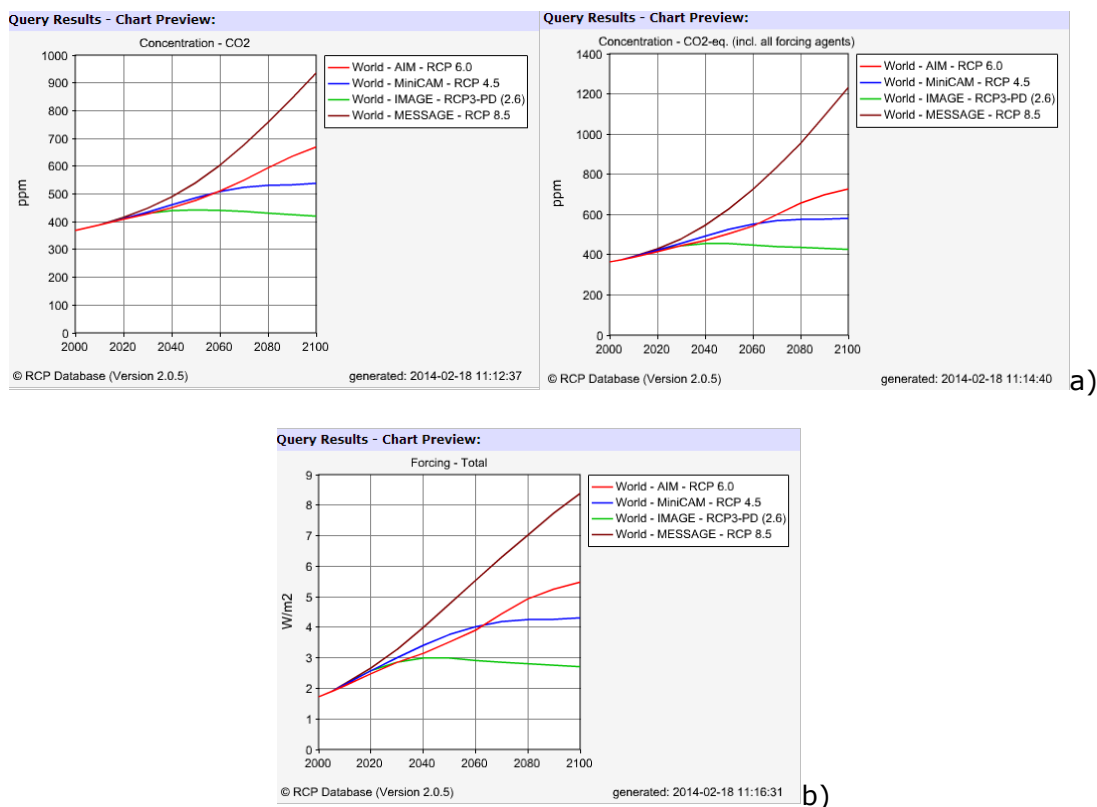 Query Results - Chart Preview:
Concentration - CO2
1000
900
800
700
600
500
400
300
200
100
0
ppm
2000 2020 2040 2060 2080 2100
World - AIM - RCP 6.0
World - MiniCAM - RCP 4.5
World - IMAGE - RCP3-PD (2.6)
World - MESSAGE - RCP 8.5
© RCP Database (Version 2.0.5) generated: 2014-02-18 11:12:37
Query Results - Chart Preview:
Concentration - CO2-eq. (incl. all forcing agents)
1400
1200
1000
800
600
400
200
0
ppm
2000 2020 2040 2060 2080 2100
World - AIM - RCP 6.0
World - MiniCAM - RCP 4.5
World - IMAGE - RCP3-PD (2.6)
World - MESSAGE - RCP 8.5
© RCP Database (Version 2.0.5) generated: 2014-02-18 11:14:40
a)
Query Results - Chart Preview:
Forcing - Total
9
8
7
6
5
4
3
2
1
0
W/m2
2000 2020 2040 2060 2080 2100
World - AIM - RCP 6.0
World - MiniCAM - RCP 4.5
World - IMAGE - RCP3-PD (2.6)
World - MESSAGE - RCP 8.5
© RCP Database (Version 2.0.5) generated: 2014-02-18 11:16:31
b)